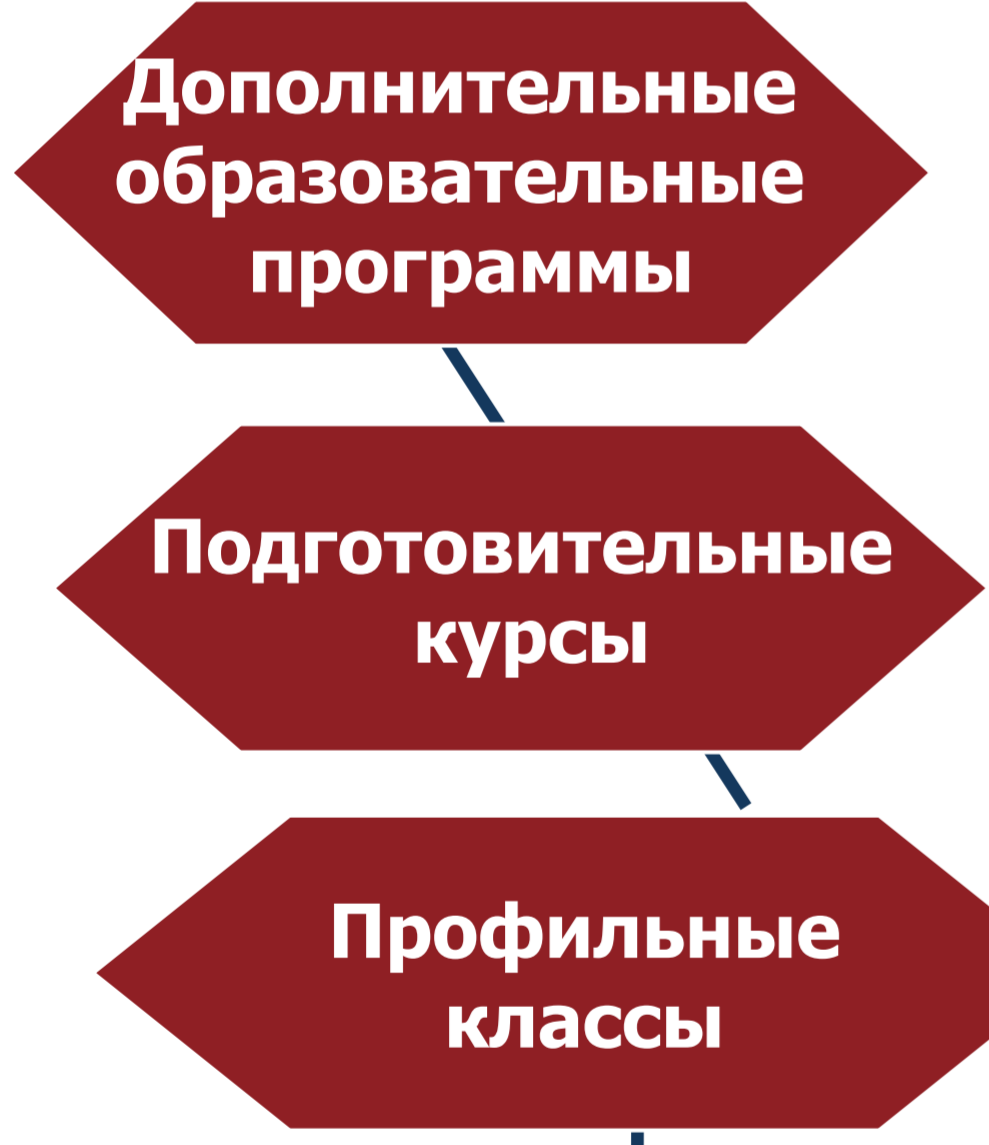 Дополнительные
образовательные
программы
Подготовительные
курсы
Профильные
классы